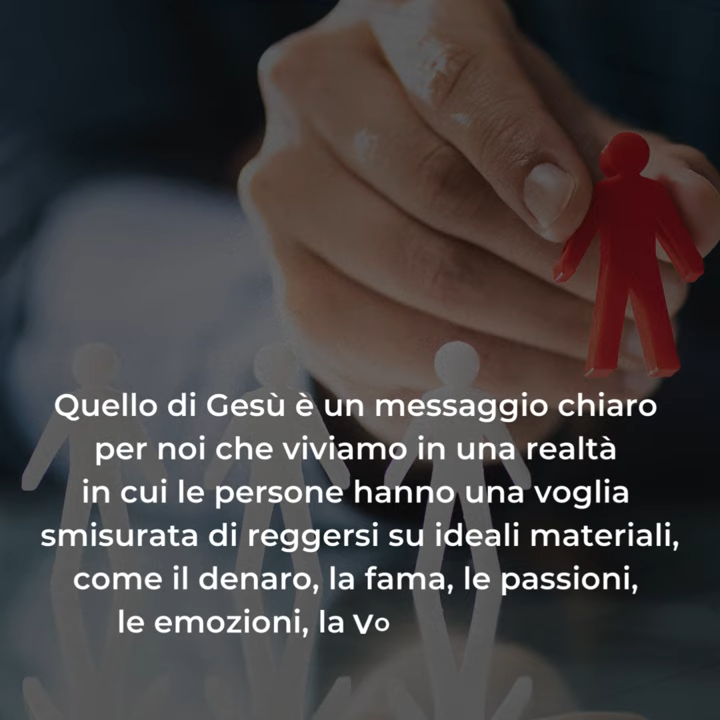 Quello di Gesù è un messaggio chiaro
per noi che viviamo in una realtà
in cui le persone hanno una voglia
smisurata di reggersi su ideali materiali,
come il denaro, la fama, le passioni,
le emozioni, la vo